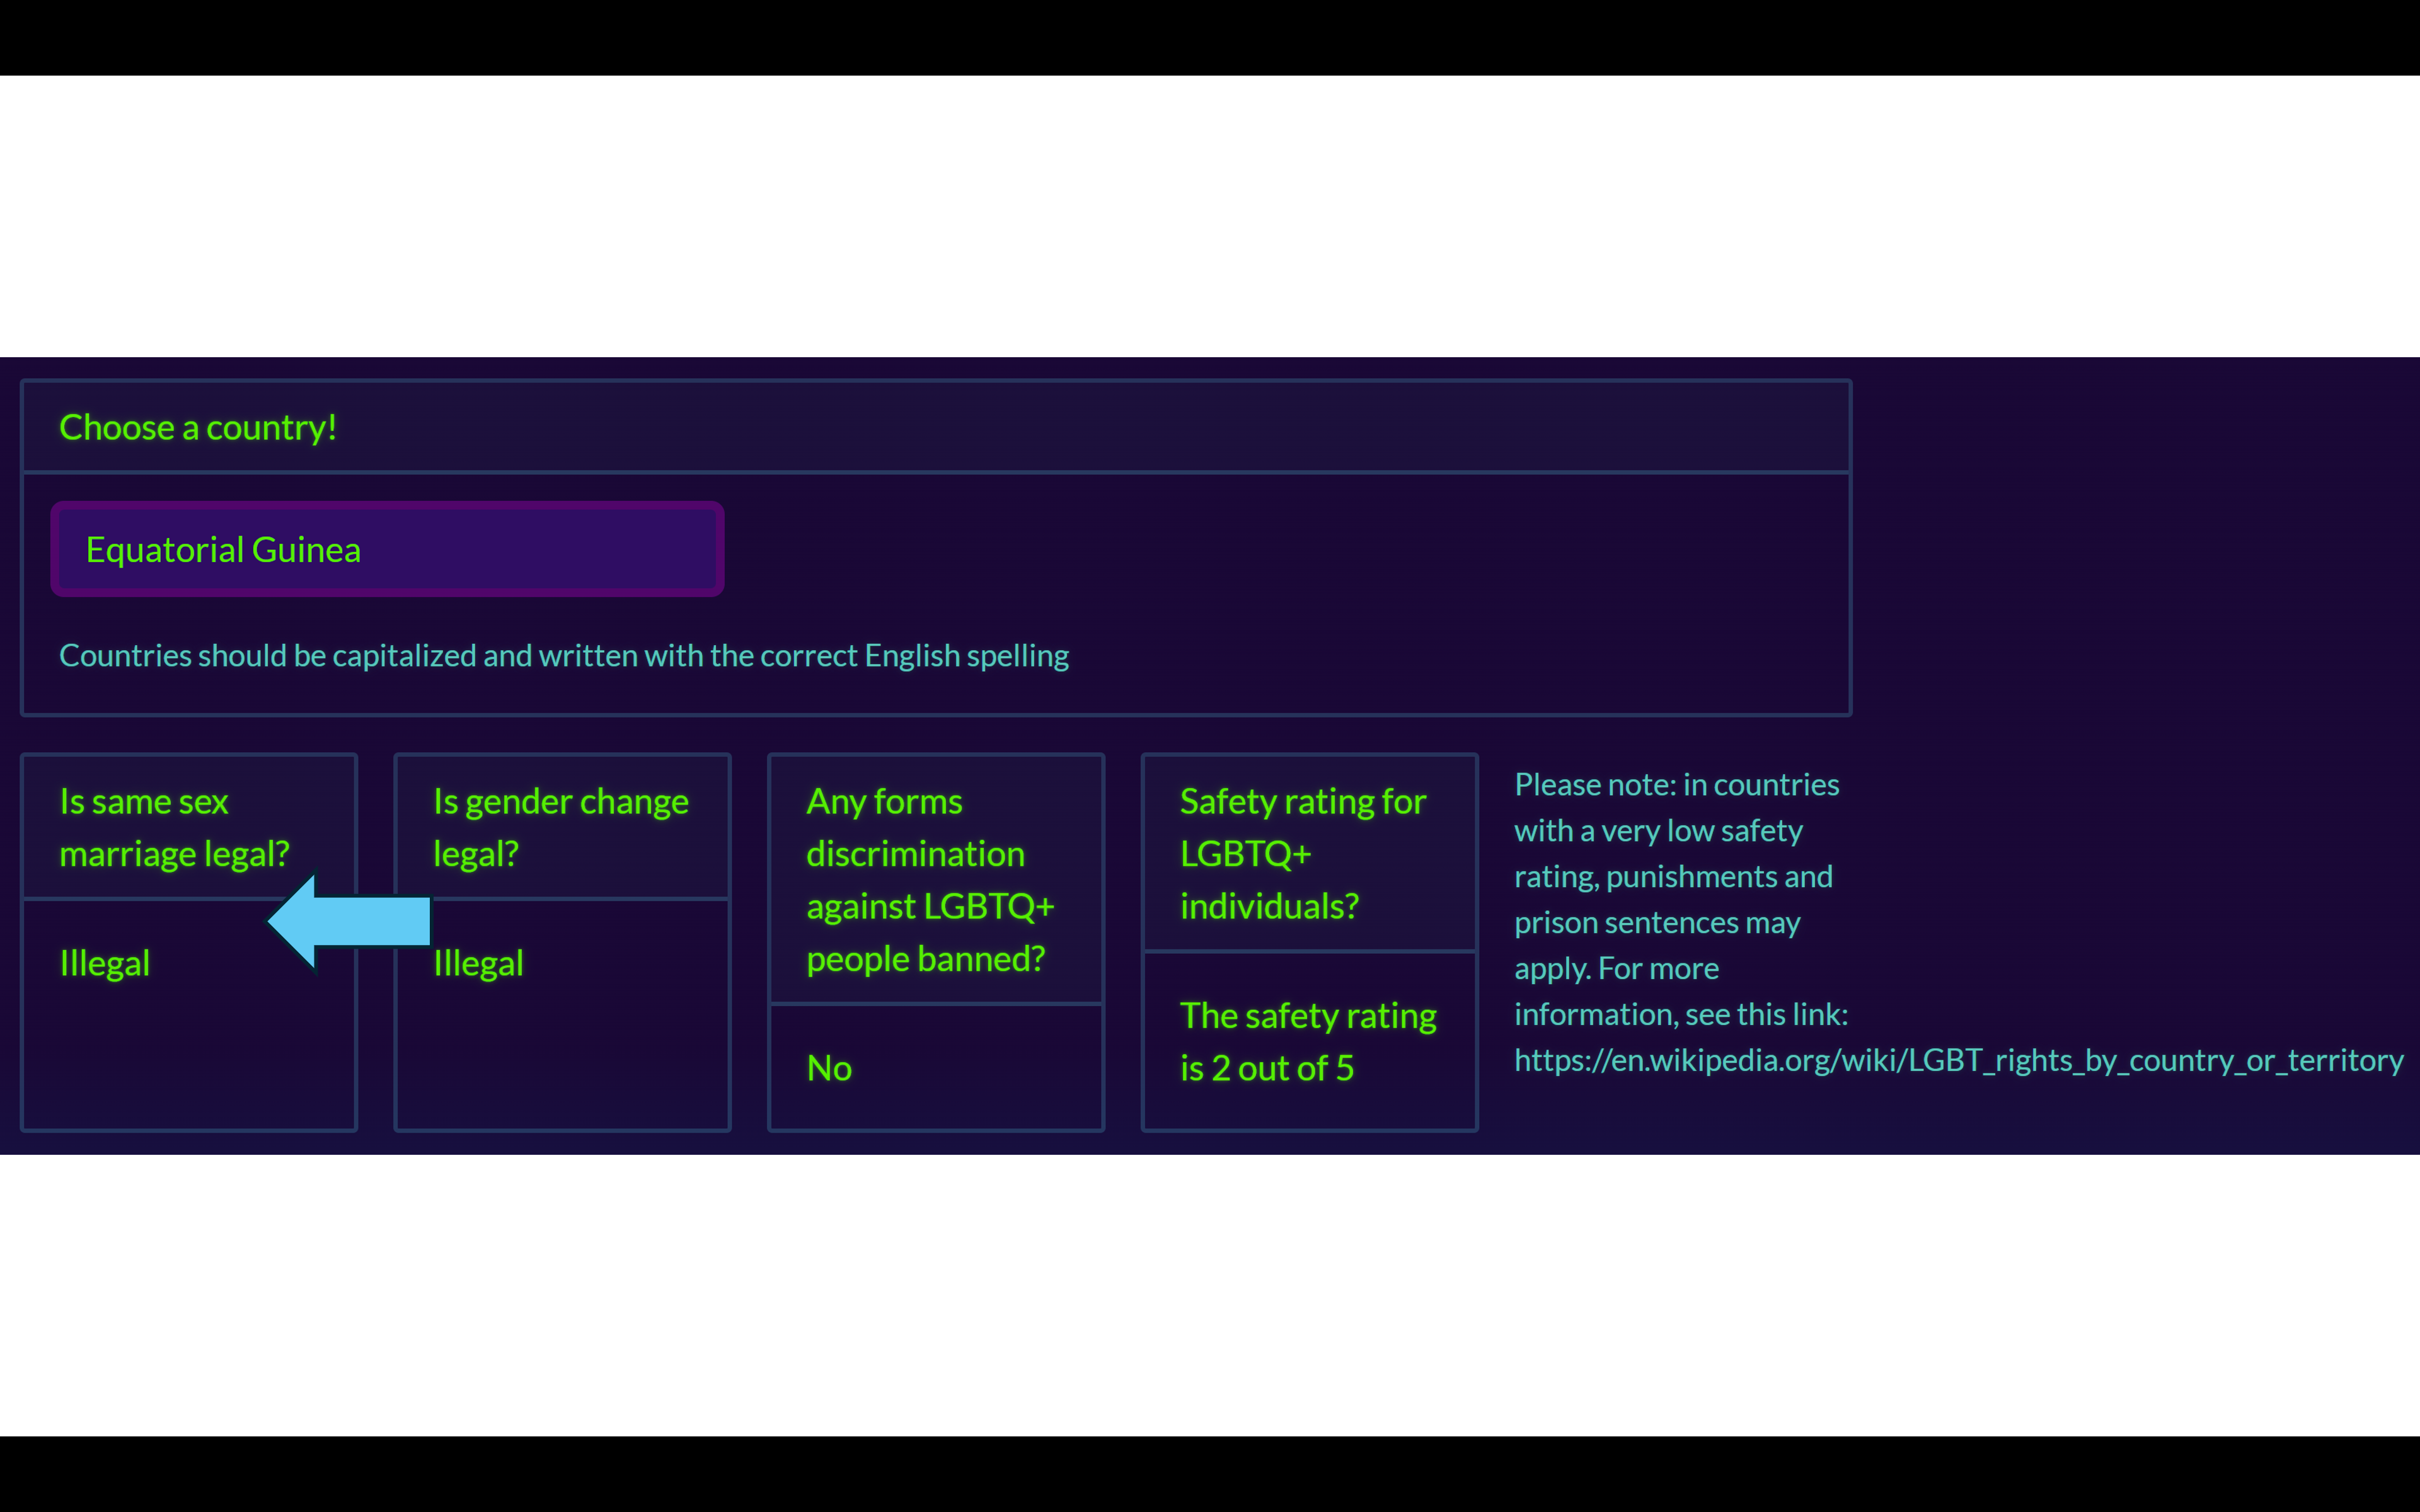 Choose a country!
Equatorial Guinea
Countries should be capitalized and written with the correct English spelling
Is same sex
marriage legal?
Illegal
Is gender change
legal?
Illegal
Any forms
discrimination
against LGBTQ+
people banned?
No
Safety rating for
LGBTQ+
individuals?
The safety rating
is 2 out of 5
Please note: in countries
with a very low safety
rating, punishments and
prison sentences may
apply. For more
information, see this link:
https://en.wikipedia.org/wiki/LGBT_rights_by_country_or_territory